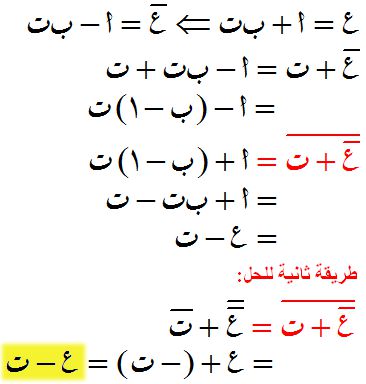 ع = ا + ب ت ⇐ ع̅ = ا − ب ت
ع̅ + ت = ا − ب ت + ت
= ا − (ب − ١) ت
‏‎‏‏‎‏‏‎‏‏‎‏‏‎‏‏‎‏‏‎‏‏‎‏‏‎‏‏‎‏‏‎‏‏‎‏‏‎‏‏‎‏‏‎‏‏‎‏‏‎‏‏‎‏‏‎‏‏‎‏‏‎‏‏‎‏‏‎‏‏‎‏‏‎‏‏‎‏‏‎‏‏‎‏‏‎‏‏‎‏‏‎‏‏‎‏‏‎‏‏‎‏‏‎‏‏‎‏‏‎‏‏‎‏‏‎‏‏‎‏‏‎‏‏‎‏ع̿ ̅+̅ ت̅ = ا + (ب − ١) ت
= ا + ب ت − ت
= ع − ت
طريقة ثانية للحل:
ع̿ ̅+̅ ت̅ = ع̿ + ت̅
= ع + (− ت) = ع − ت